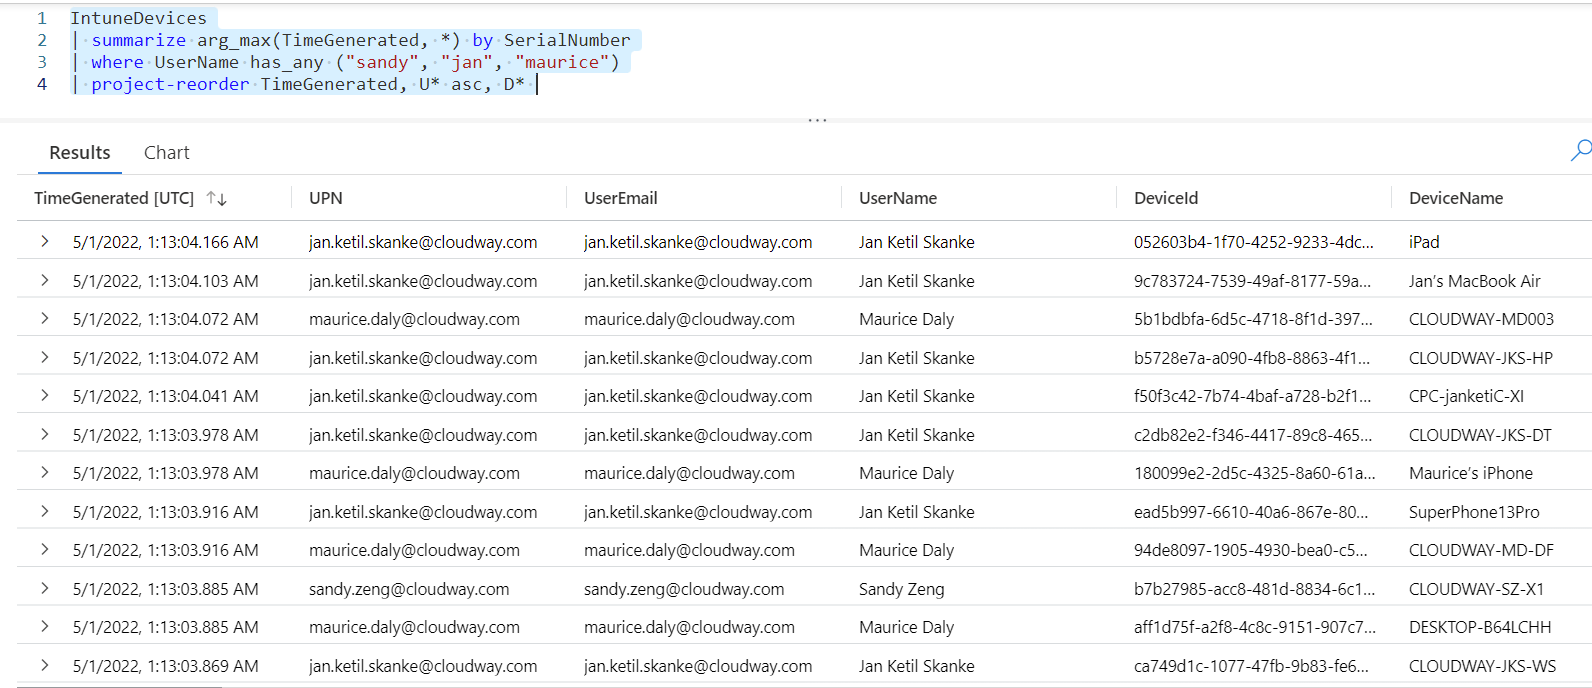 1 IntuneDevices
2 | summarize arg_max(TimeGenerated, *) by SerialNumber
3 | where UserName has_any ("sandy", "jan", "maurice")
4 | project-reorder TimeGenerated, U* asc, D*
...
Results Chart
TimeGenerated [UTC] ↑↓ UPN UserEmail UserName DeviceId DeviceName
> 5/1/2022, 1:13:04.166 AM jan.ketil.skanke@cloudway.com jan.ketil.skanke@cloudway.com Jan Ketil Skanke 052603b4-1f70-4252-9233-4dc... iPad
> 5/1/2022, 1:13:04.103 AM jan.ketil.skanke@cloudway.com jan.ketil.skanke@cloudway.com Jan Ketil Skanke 9c783724-7539-49af-8177-59a... Jan's MacBook Air
> 5/1/2022, 1:13:04.072 AM maurice.daly@cloudway.com maurice.daly@cloudway.com Maurice Daly 5b1bdbfa-6d5c-4718-8f1d-397... CLOUDWAY-MD003
> 5/1/2022, 1:13:04.072 AM jan.ketil.skanke@cloudway.com jan.ketil.skanke@cloudway.com Jan Ketil Skanke b5728e7a-a090-4fb8-8863-4f1... CLOUDWAY-JKS-HP
> 5/1/2022, 1:13:04.041 AM jan.ketil.skanke@cloudway.com jan.ketil.skanke@cloudway.com Jan Ketil Skanke f50f3c42-7b74-4baf-a728-b2f1... CPC-janketiC-XI
> 5/1/2022, 1:13:03.978 AM jan.ketil.skanke@cloudway.com jan.ketil.skanke@cloudway.com Jan Ketil Skanke c2db82e2-f346-4417-89c8-465... CLOUDWAY-JKS-DT
> 5/1/2022, 1:13:03.978 AM maurice.daly@cloudway.com maurice.daly@cloudway.com Maurice Daly 180099e2-2d5c-4325-8a60-61a... Maurice's iPhone
> 5/1/2022, 1:13:03.916 AM jan.ketil.skanke@cloudway.com jan.ketil.skanke@cloudway.com Jan Ketil Skanke ead5b997-6610-40a6-867e-80... SuperPhone13Pro
> 5/1/2022, 1:13:03.916 AM maurice.daly@cloudway.com maurice.daly@cloudway.com Maurice Daly 94de8097-1905-4930-bea0-c5... CLOUDWAY-MD-DF
> 5/1/2022, 1:13:03.885 AM sandy.zeng@cloudway.com sandy.zeng@cloudway.com Sandy Zeng b7b27985-acc8-481d-8834-6c1... CLOUDWAY-SZ-X1
> 5/1/2022, 1:13:03.885 AM maurice.daly@cloudway.com maurice.daly@cloudway.com Maurice Daly aff1d75f-a2f8-4c8c-9151-907c7... DESKTOP-B64LCHH
> 5/1/2022, 1:13:03.869 AM jan.ketil.skanke@cloudway.com jan.ketil.skanke@cloudway.com Jan Ketil Skanke ca749d1c-1077-47fb-9b83-fe6... CLOUDWAY-JKS-WS